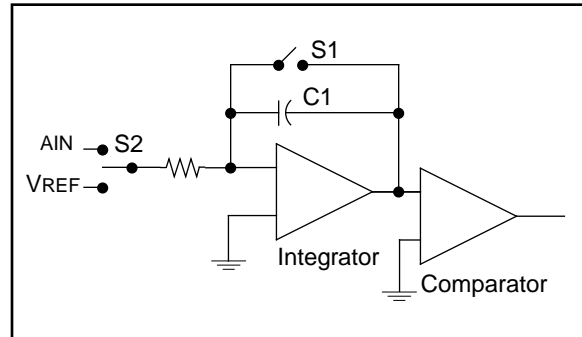 S1
C1
AIN
S2
VREF
Integrator
Comparator